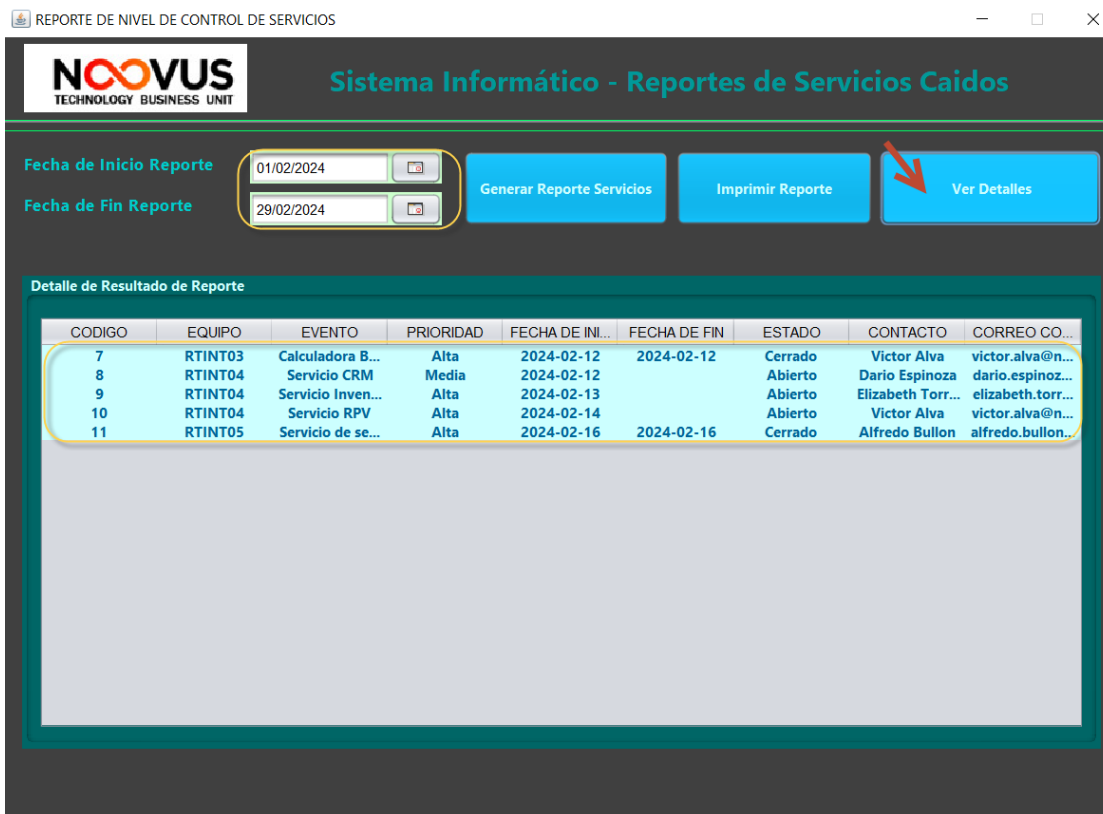 REPORTE DE NIVEL DE CONTROL DE SERVICIOS
NOOVUS
TECHNOLOGY BUSINESS UNIT
Sistema Informático - Reportes de Servicios Caidos
Fecha de Inicio Reporte 01/02/2024
Fecha de Fin Reporte 29/02/2024
Generar Reporte Servicios Imprimir Reporte Ver Detalles
Detalle de Resultado de Reporte
CODIGO EQUIPO EVENTO PRIORIDAD FECHA DE INI... FECHA DE FIN ESTADO CONTACTO CORREO CO...
7 RTINT03 Calculadora B... Alta 2024-02-12 2024-02-12 Cerrado Victor Alva victor.alva@n...
8 RTINT04 Servicio CRM Media 2024-02-12 Abierto Dario Espinoza dario.espinoz...
9 RTINT04 Servicio Inven... Alta 2024-02-13 Abierto Elizabeth Torr... elizabeth.torr...
10 RTINT04 Servicio RPV Alta 2024-02-14 Abierto Victor Alva victor.alva@n...
11 RTINT05 Servicio de se... Alta 2024-02-16 2024-02-16 Cerrado Alfredo Bullon alfredo.bullon...